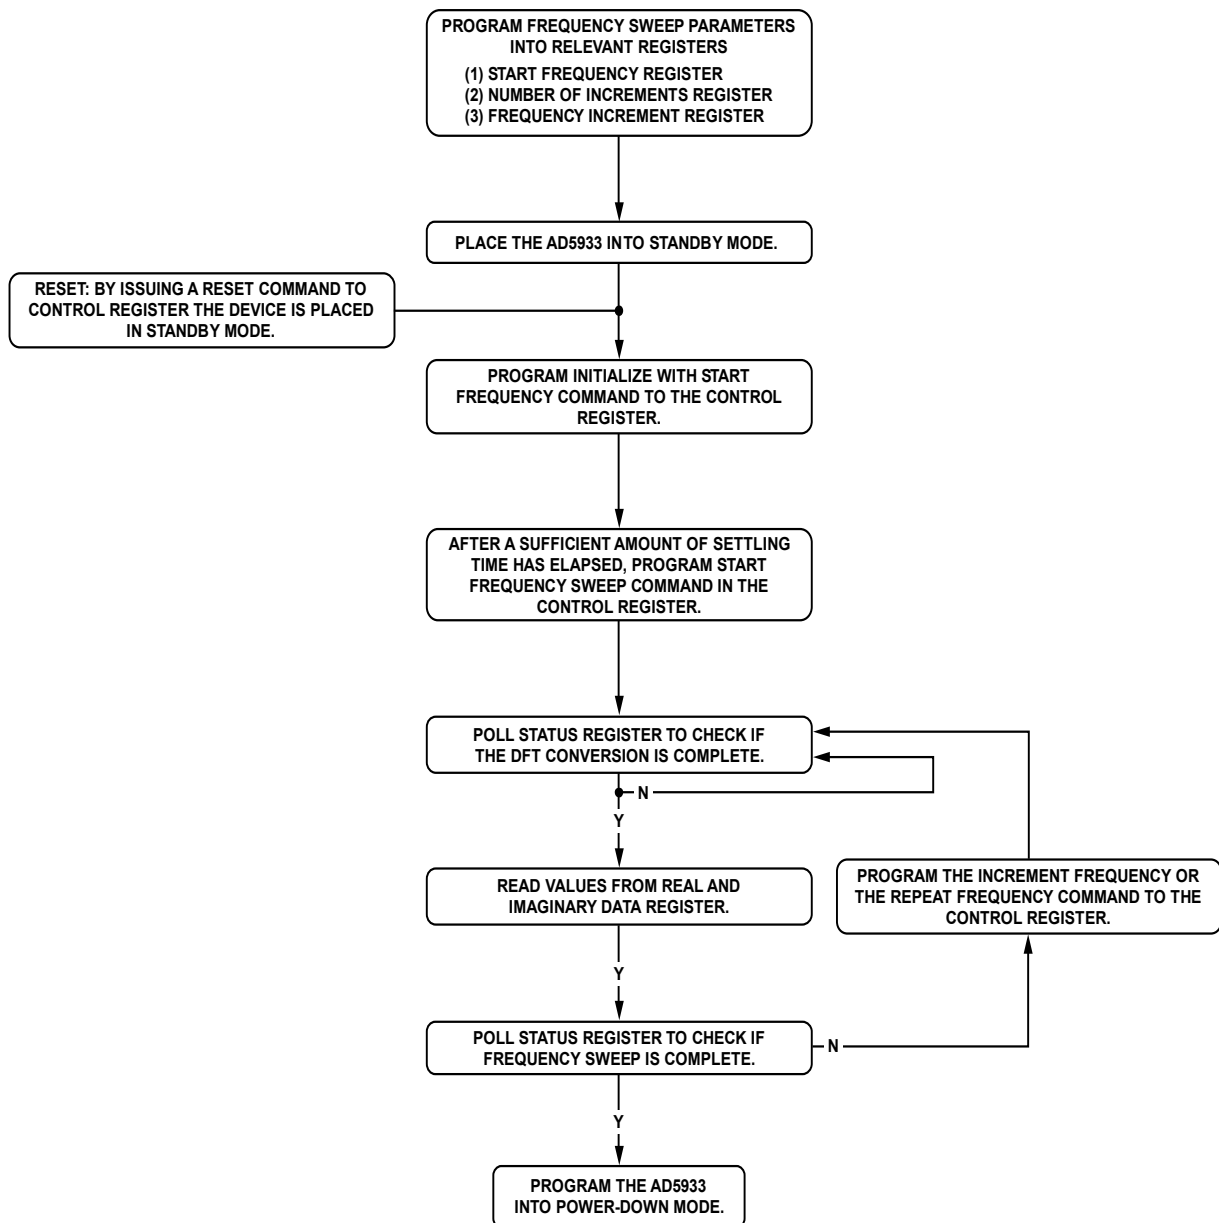 PROGRAM FREQUENCY SWEEP PARAMETERS
INTO RELEVANT REGISTERS
(1) START FREQUENCY REGISTER
(2) NUMBER OF INCREMENTS REGISTER
(3) FREQUENCY INCREMENT REGISTER
PLACE THE AD5933 INTO STANDBY MODE.
RESET: BY ISSUING A RESET COMMAND TO
CONTROL REGISTER THE DEVICE IS PLACED
IN STANDBY MODE.
PROGRAM INITIALIZE WITH START
FREQUENCY COMMAND TO THE CONTROL
REGISTER.
AFTER A SUFFICIENT AMOUNT OF SETTLING
TIME HAS ELAPSED, PROGRAM START
FREQUENCY SWEEP COMMAND IN THE
CONTROL REGISTER.
POLL STATUS REGISTER TO CHECK IF
THE DFT CONVERSION IS COMPLETE.
N
Y
READ VALUES FROM REAL AND
IMAGINARY DATA REGISTER.
PROGRAM THE INCREMENT FREQUENCY OR
THE REPEAT FREQUENCY COMMAND TO THE
CONTROL REGISTER.
Y
POLL STATUS REGISTER TO CHECK IF
FREQUENCY SWEEP IS COMPLETE.
N
Y
PROGRAM THE AD5933
INTO POWER-DOWN MODE.